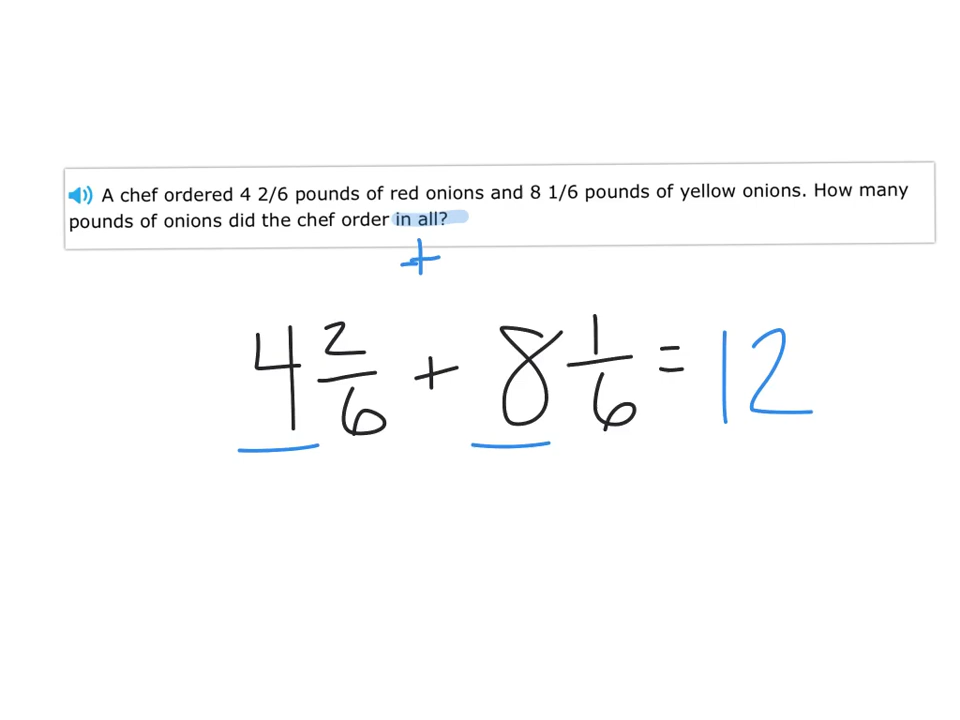 A chef ordered 4 2/6 pounds of red onions and 8 1/6 pounds of yellow onions. How many
pounds of onions did the chef order in all?
+
4 2/6 + 8 1/6 = 12